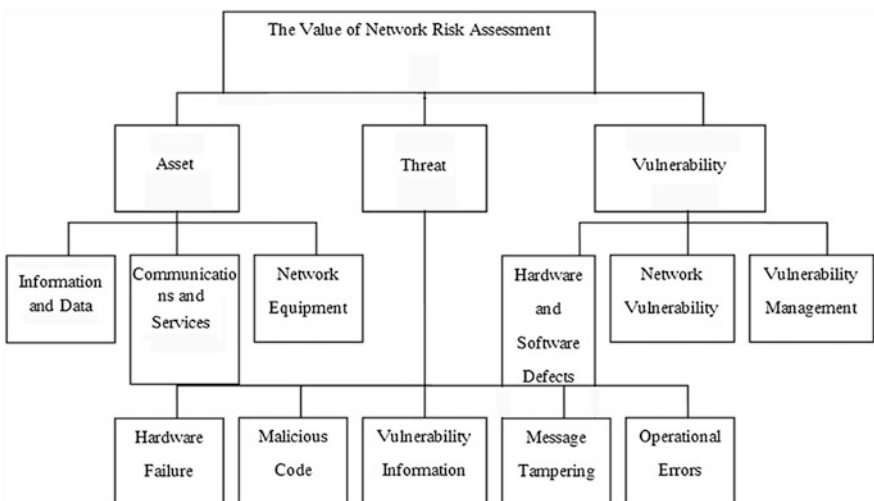 The Value of Network Risk Assessment
Asset
Threat
Vulnerability
Information
and Data
Communicatio
ns and
Services
Network
Equipment
Hardware
and
Software
Defects
Network
Vulnerability
Vulnerability
Management
Hardware
Failure
Malicious
Code
Vulnerability
Information
Message
Tampering
Operational
Errors